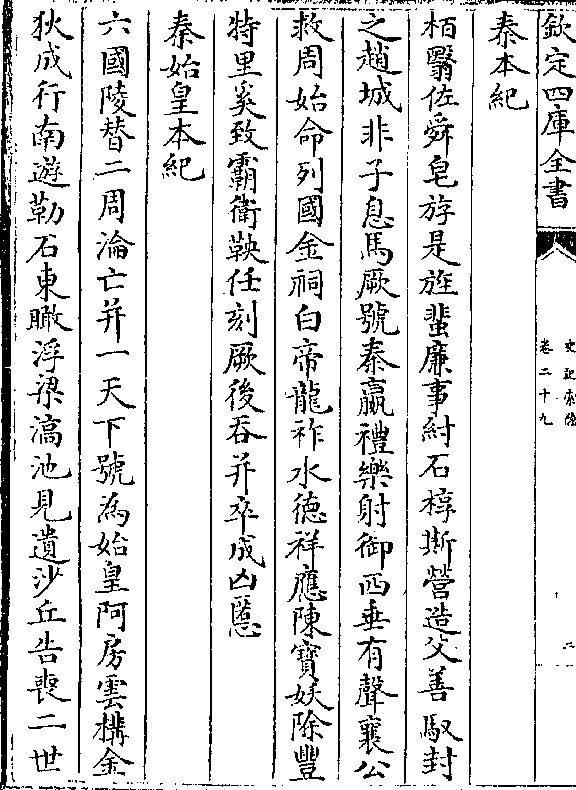 欽定四庫全書
史記索隱
卷二十九
二
秦本紀
栢翳佐舜皂斿是旌蜚廉事紂石椁斯營造父善馭封
之趙城非子息馬厥號秦嬴禮樂射御西垂有聲襄公
救周始命列國金祠白帝龍祚水德祥應陳寶妖除豐
特里奚致霸衛鞅任刻厥後吞并卒成凶慝
秦始皇本紀
六國陵替二周淪亡并一天下號為始皇阿房雲構金
狄成行南遊勒石東瞰浮梁滈池見遺沙丘告喪二世